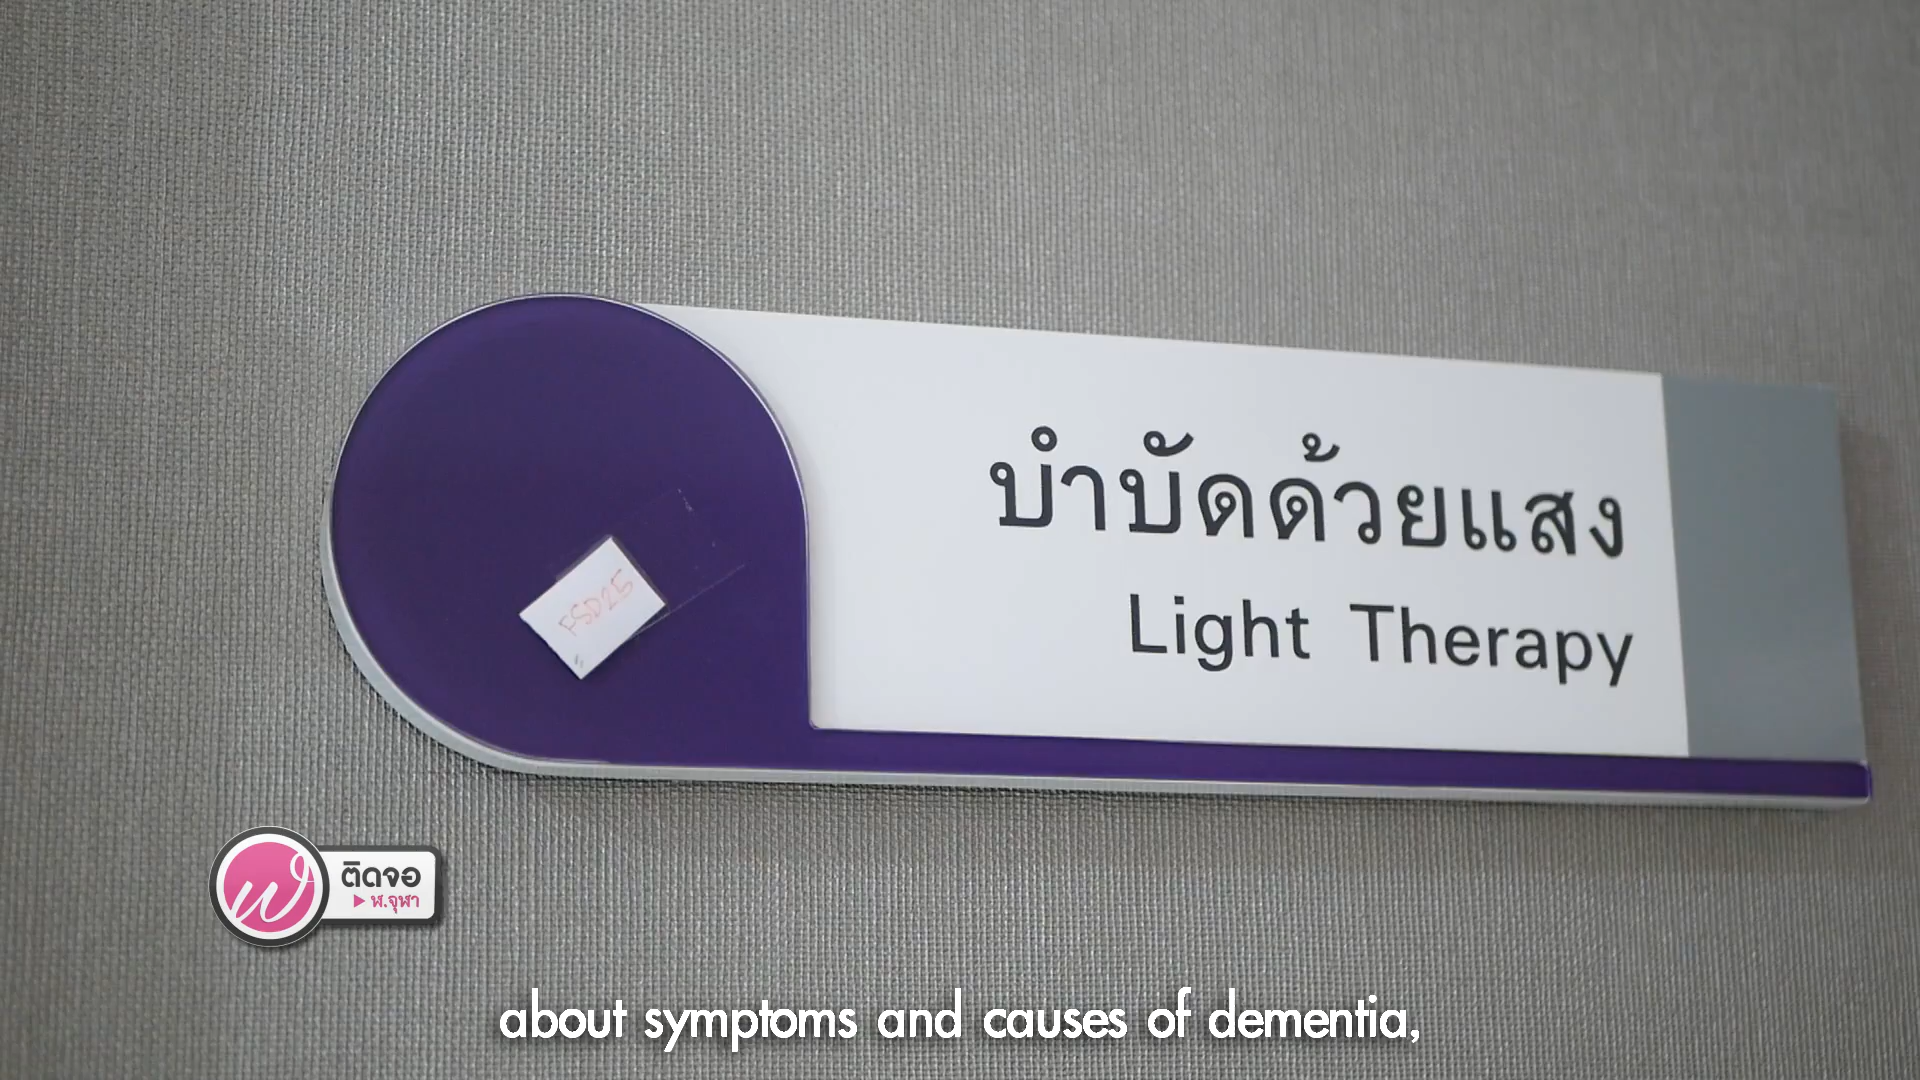 บำบัดด้วยแสง
Light Therapy
FSD25
ติดจอ
ฬ.จุฬา
about symptoms and causes of dementia,